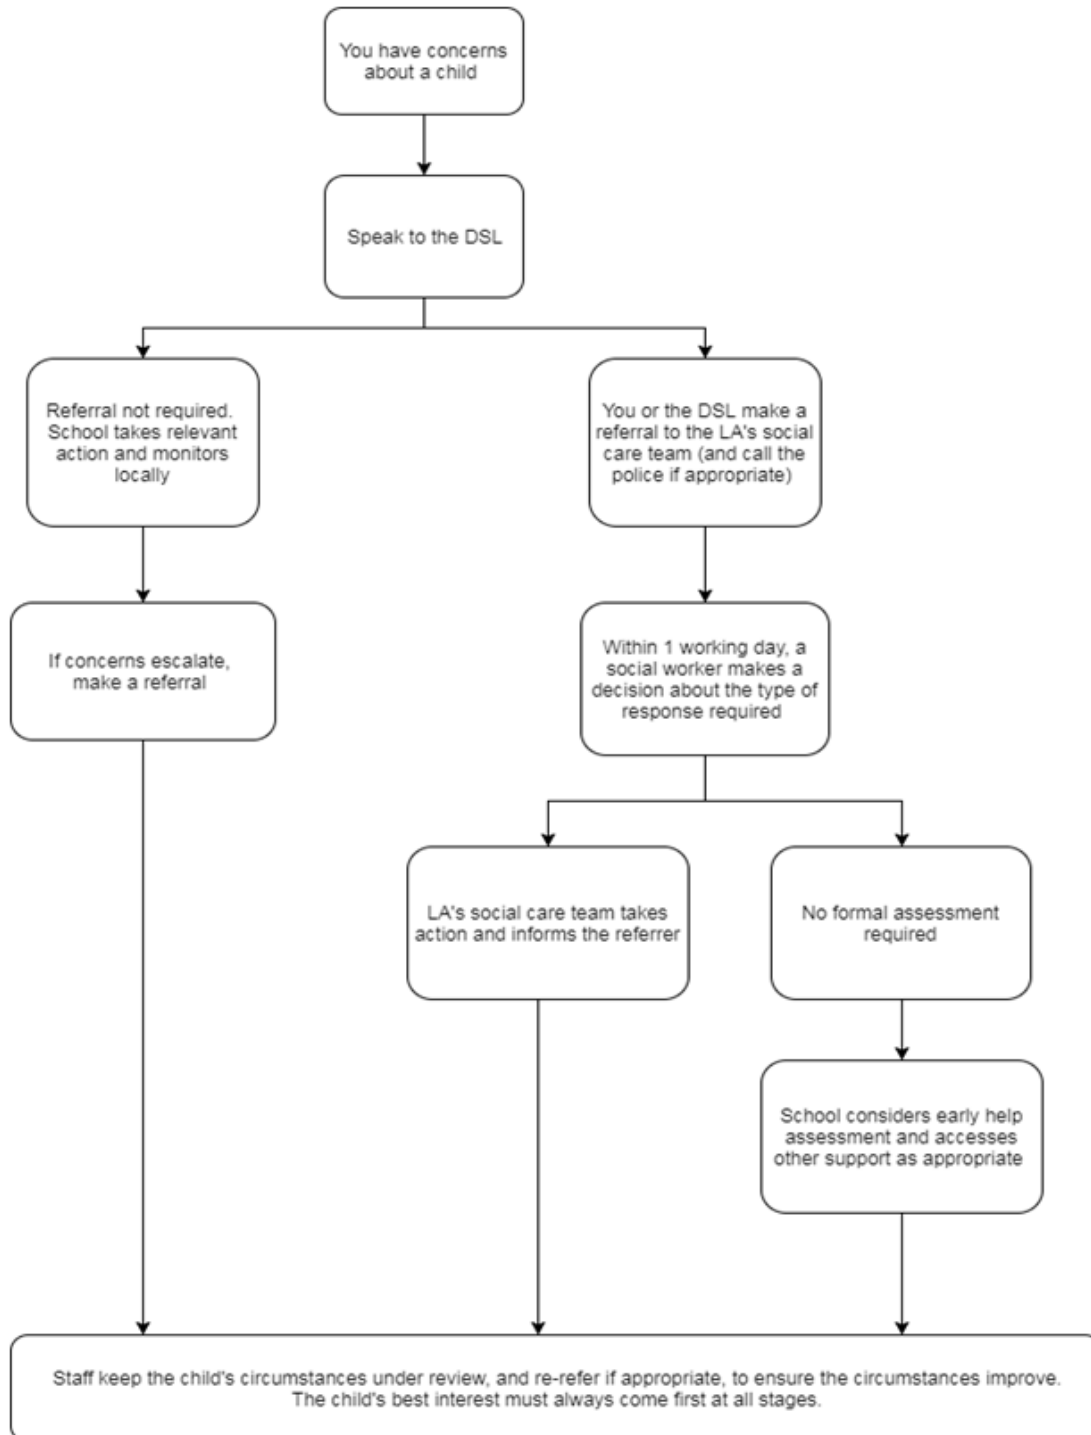 You have concerns
about a child
Speak to the DSL
Referral not required.
School takes relevant
action and monitors
locally
You or the DSL make a
referral to the LA's social
care team (and call the
police if appropriate)
If concerns escalate,
make a referral
Within 1 working day, a
social worker makes a
decision about the type of
response required
LA's social care team takes
action and informs the referrer
No formal assessment
required
School considers early help
assessment and accesses
other support as appropriate
Staff keep the child's circumstances under review, and re-refer if appropriate, to ensure the circumstances improve.
The child's best interest must always come first at all stages.